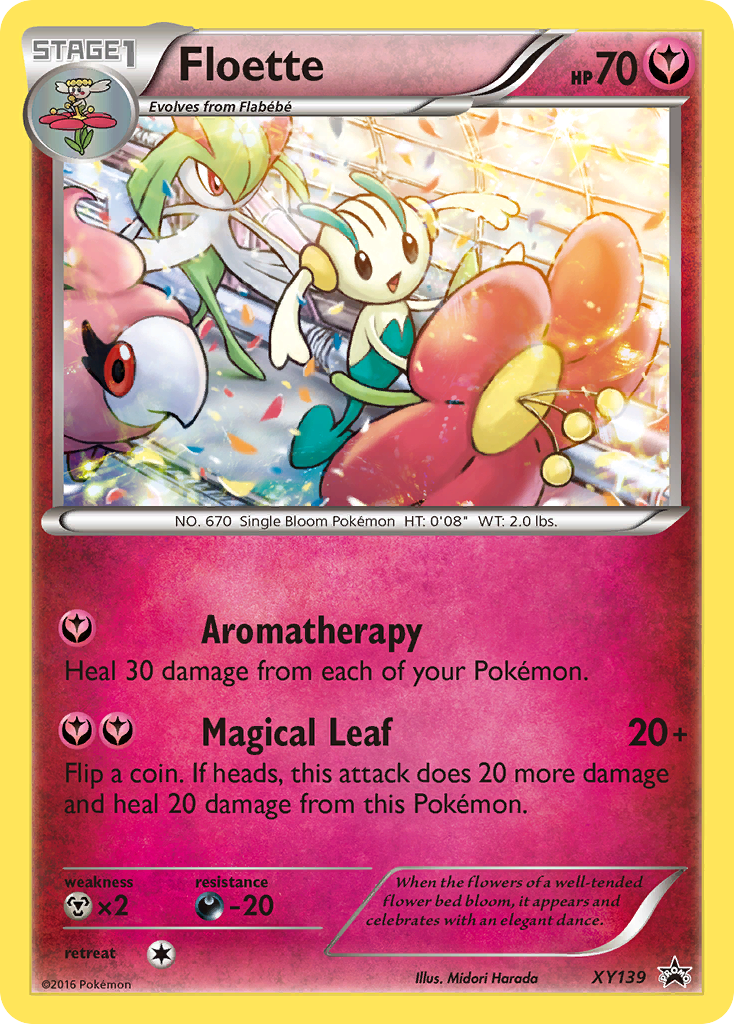 STAGE1
Floette
HP 70
Evolves from Flabébé
NO. 670 Single Bloom Pokémon HT: 0'08" WT: 2.0 lbs.
Aromatherapy
Heal 30 damage from each of your Pokémon.
Magical Leaf 20+
Flip a coin. If heads, this attack does 20 more damage
and heal 20 damage from this Pokémon.
weakness resistance
×2 -20
When the flowers of a well-tended
flower bed bloom, it appears and
celebrates with an elegant dance.
retreat
©2016 Pokémon Illus. Midori Harada XY139 PROMO